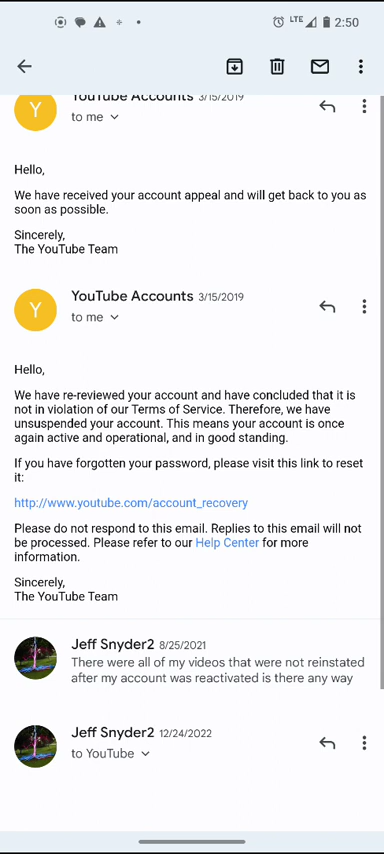 LTE 2:50
YouTube Accounts 3/15/2019
Y
to me
Hello,
We have received your account appeal and will get back to you as
soon as possible.
Sincerely,
The YouTube Team
YouTube Accounts 3/15/2019
Y
to me
Hello,
We have re-reviewed your account and have concluded that it is
not in violation of our Terms of Service. Therefore, we have
unsuspended your account. This means your account is once
again active and operational, and in good standing.
If you have forgotten your password, please visit this link to reset
it:
http://www.youtube.com/account_recovery
Please do not respond to this email. Replies to this email will not
be processed. Please refer to our Help Center for more
information.
Sincerely,
The YouTube Team
Jeff Snyder2 8/25/2021
There were all of my videos that were not reinstated
after my account was reactivated is there any way
Jeff Snyder2 12/24/2022
to YouTube